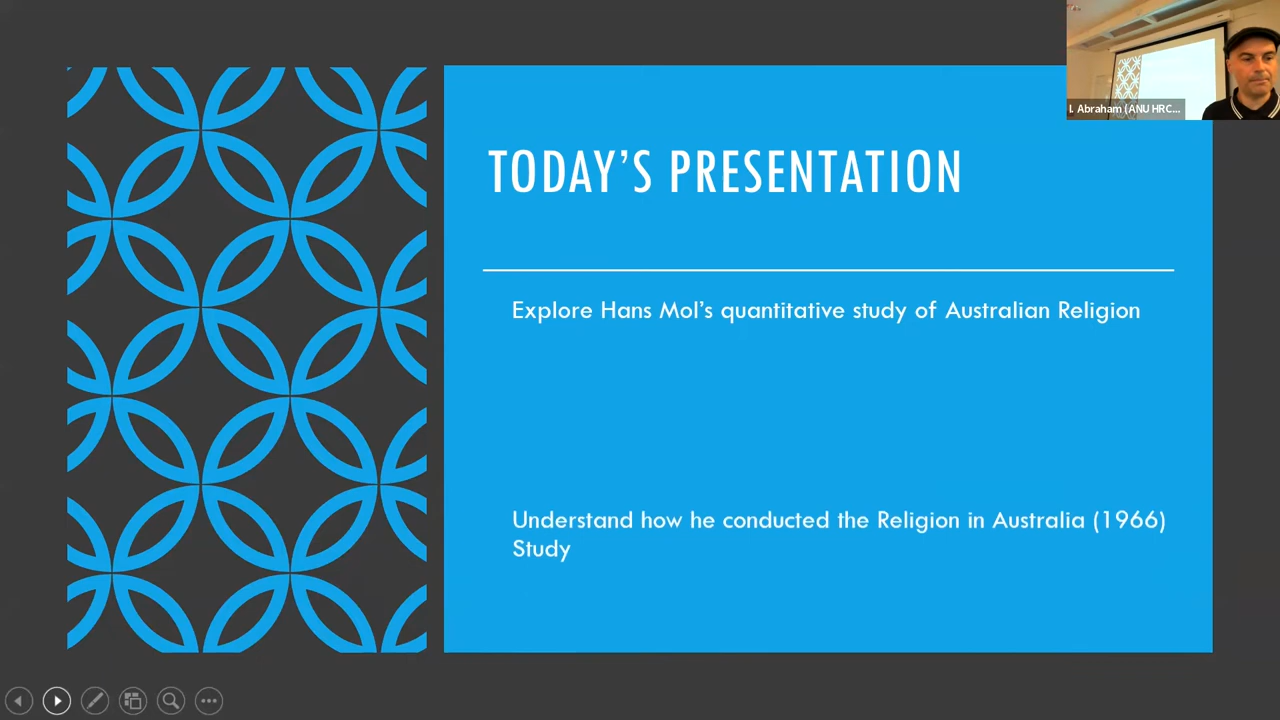 I. Abraham (ANU HRC...
TODAY'S PRESENTATION
Explore Hans Mol's quantitative study of Australian Religion
Understand how he conducted the Religion in Australia (1966)
Study